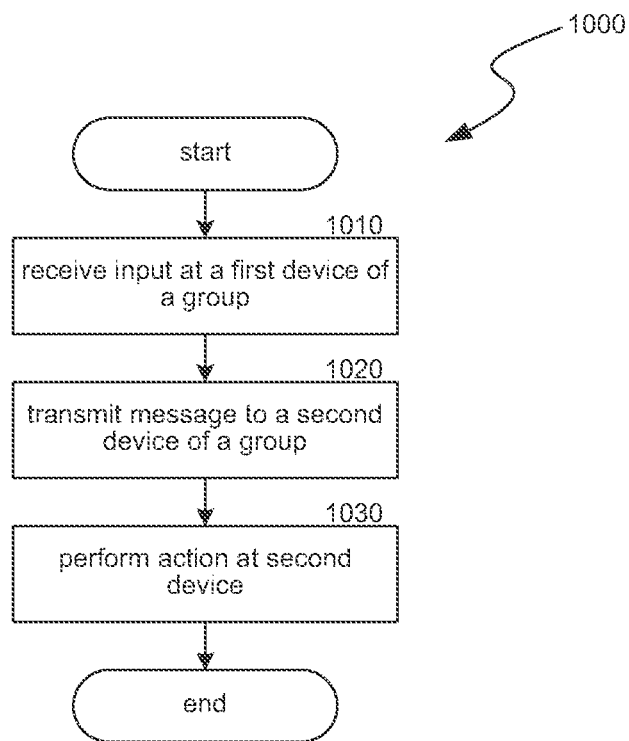 1000
start
1010
receive input at a first device of
a group
1020
transmit message to a second
device of a group
1030
perform action at second
device
end